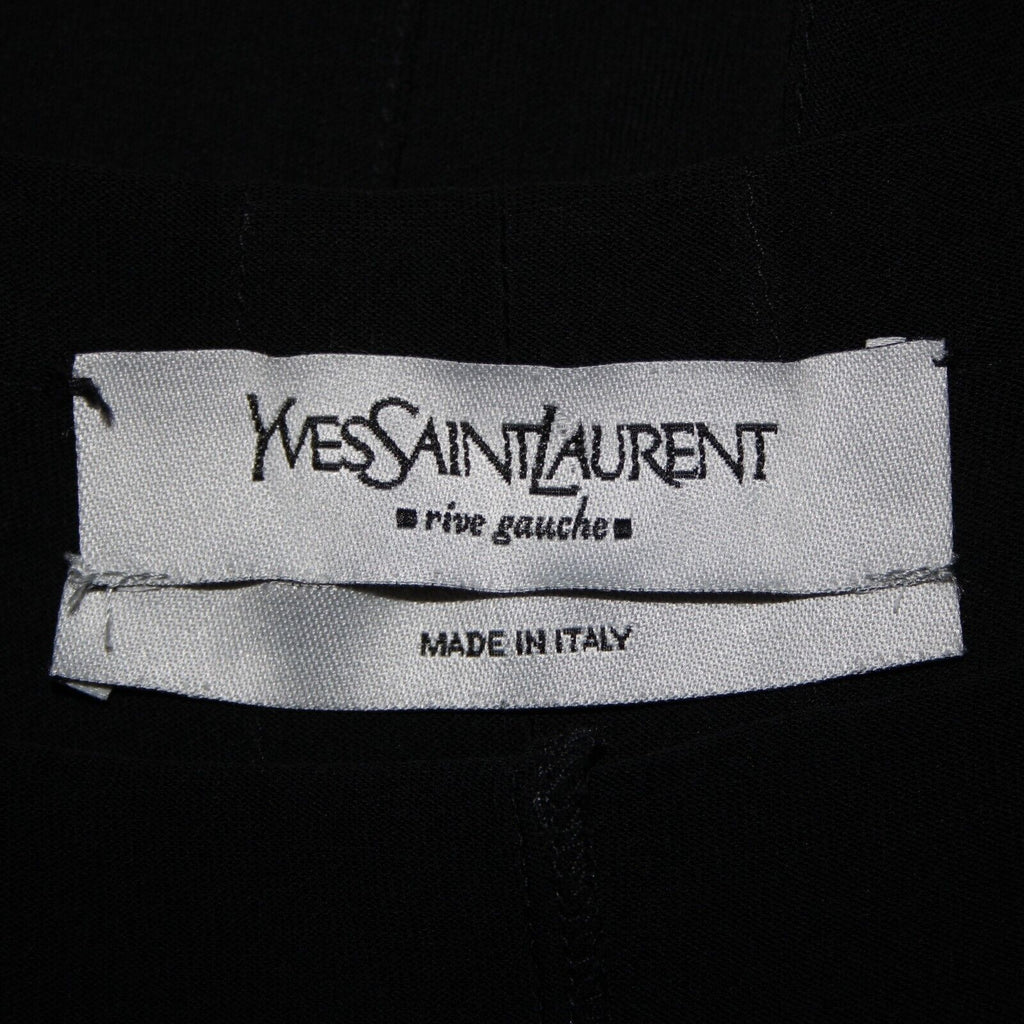 YVESSAINTLAURENT
rive gauche
MADE IN ITALY